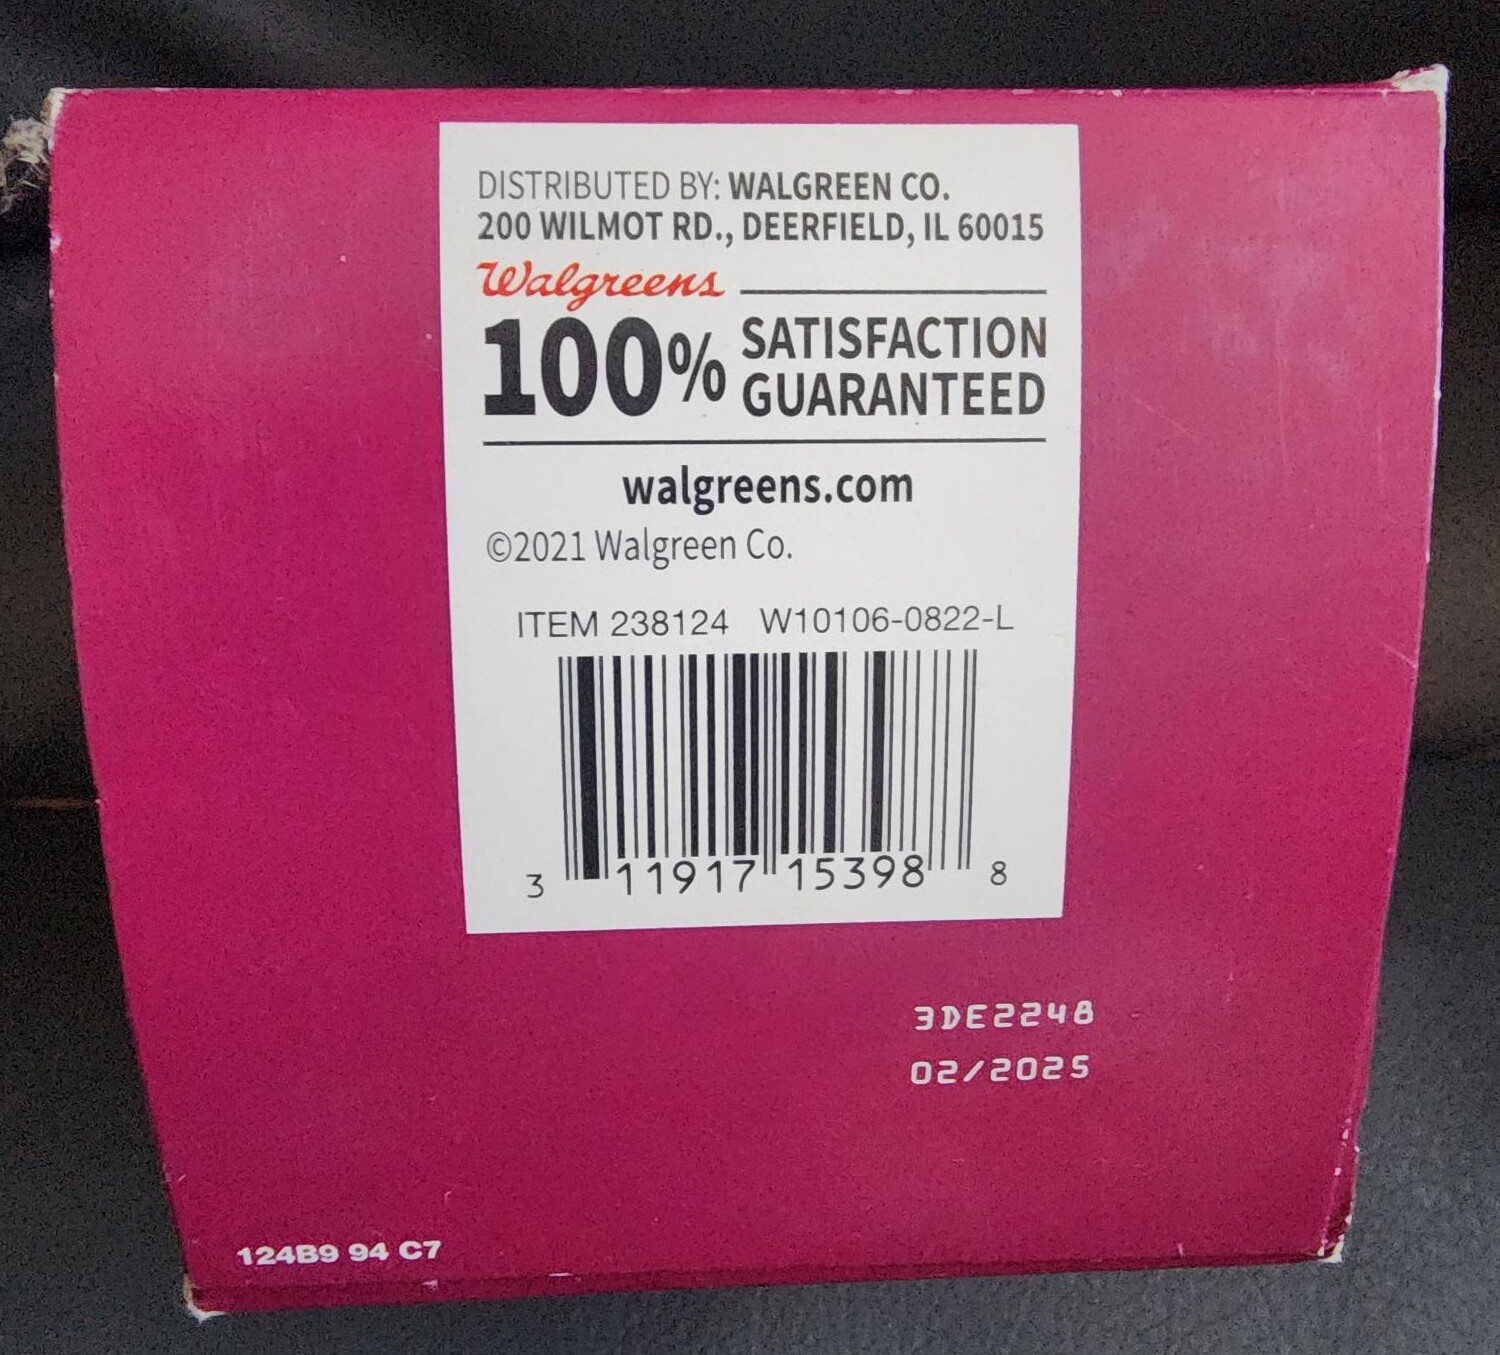 DISTRIBUTED BY: WALGREEN CO.
200 WILMOT RD., DEERFIELD, IL 60015
Walgreens
100% SATISFACTION
GUARANTEED
walgreens.com
©2021 Walgreen Co.
ITEM 238124 W10106-0822-L
3 11917 15398 8
3DE2248
02/2025
124B9 94 C7